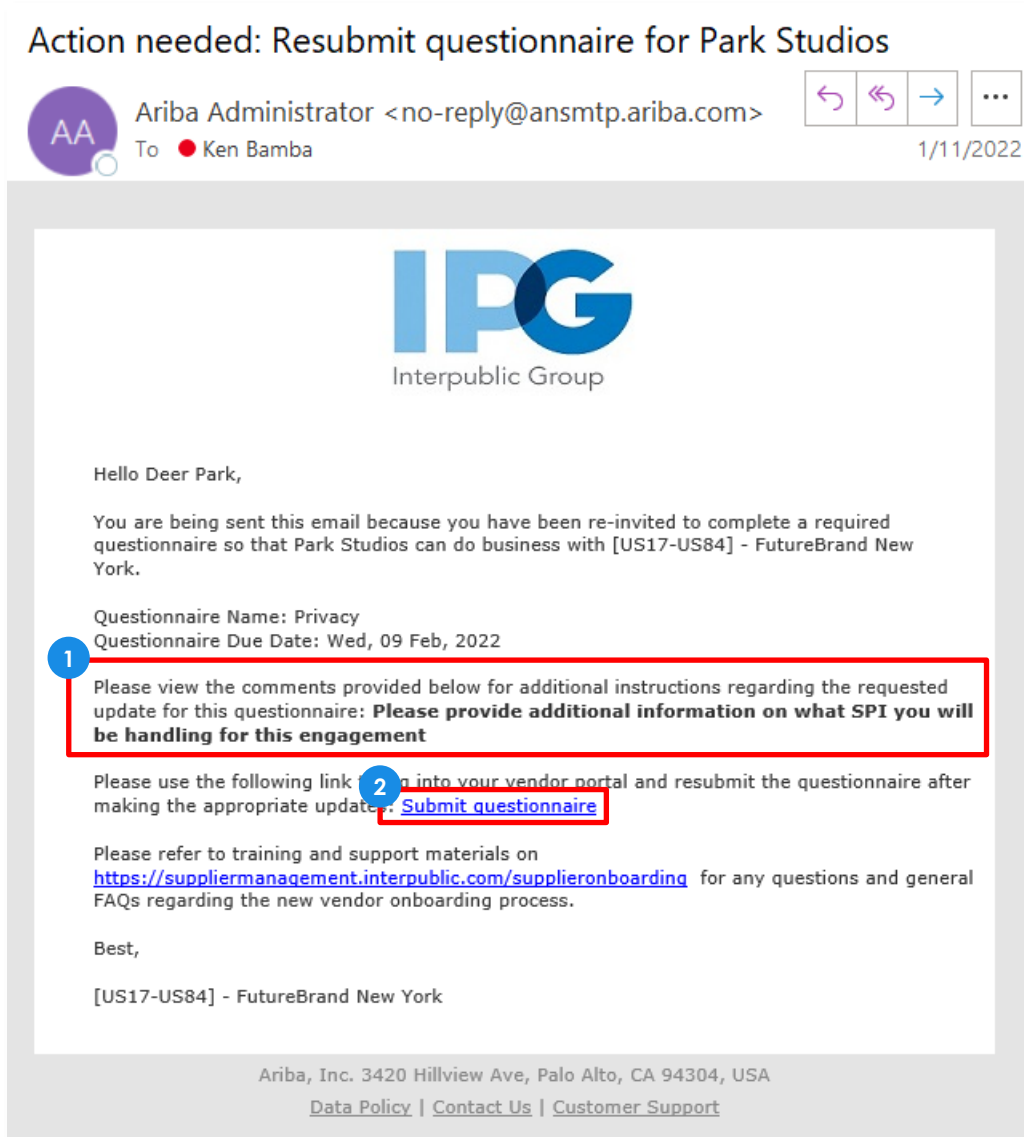 Action needed: Resubmit questionnaire for Park Studios
AA
Ariba Administrator <no-reply@ansmtp.ariba.com>
To Ken Bamba
1/11/2022
IPG
Interpublic Group
Hello Deer Park,
You are being sent this email because you have been re-invited to complete a required
questionnaire so that Park Studios can do business with [US17-US84] - FutureBrand New
York.
Questionnaire Name: Privacy
Questionnaire Due Date: Wed, 09 Feb, 2022
1
Please view the comments provided below for additional instructions regarding the requested
update for this questionnaire: Please provide additional information on what SPI you will
be handling for this engagement
Please use the following link into your vendor portal and resubmit the questionnaire after
2
making the appropriate updates: Submit questionnaire
Please refer to training and support materials on
https://suppliermanagement.interpublic.com/supplieronboarding for any questions and general
FAQs regarding the new vendor onboarding process.
Best,
[US17-US84] - FutureBrand New York
Ariba, Inc. 3420 Hillview Ave, Palo Alto, CA 94304, USA
Data Policy | Contact Us | Customer Support